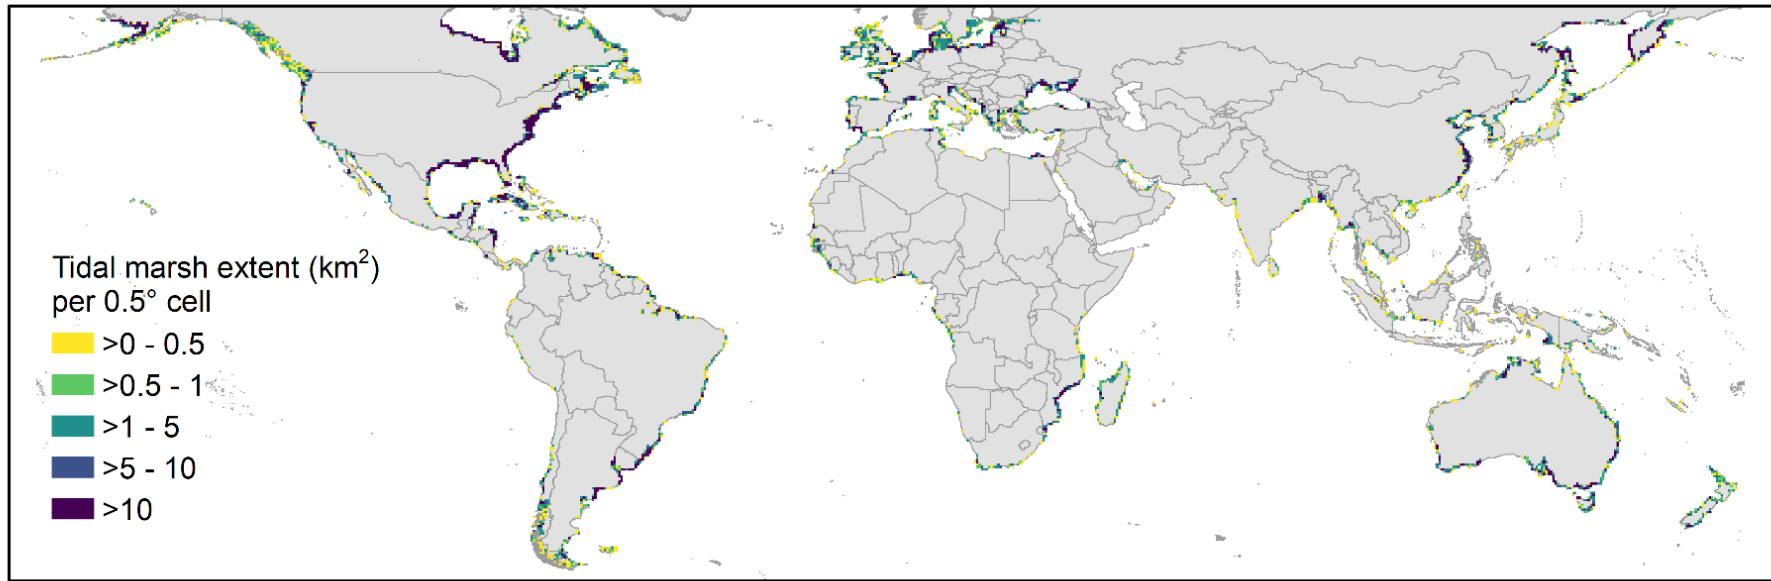 Tidal marsh extent (km²)
per 0.5° cell
>0 - 0.5
>0.5 - 1
>1 - 5
>5 - 10
>10